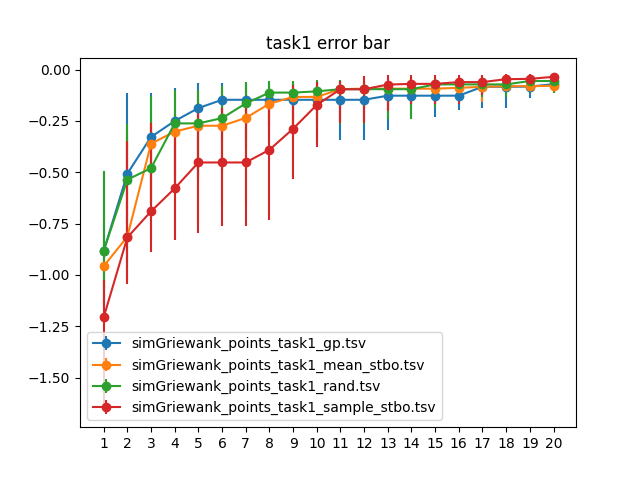 task1 error bar
0.00
−0.25
−0.50
−0.75
−1.00
−1.25
−1.50
simGriewank_points_task1_gp.tsv
simGriewank_points_task1_mean_stbo.tsv
simGriewank_points_task1_rand.tsv
simGriewank_points_task1_sample_stbo.tsv
1 2 3 4 5 6 7 8 9 10 11 12 13 14 15 16 17 18 19 20